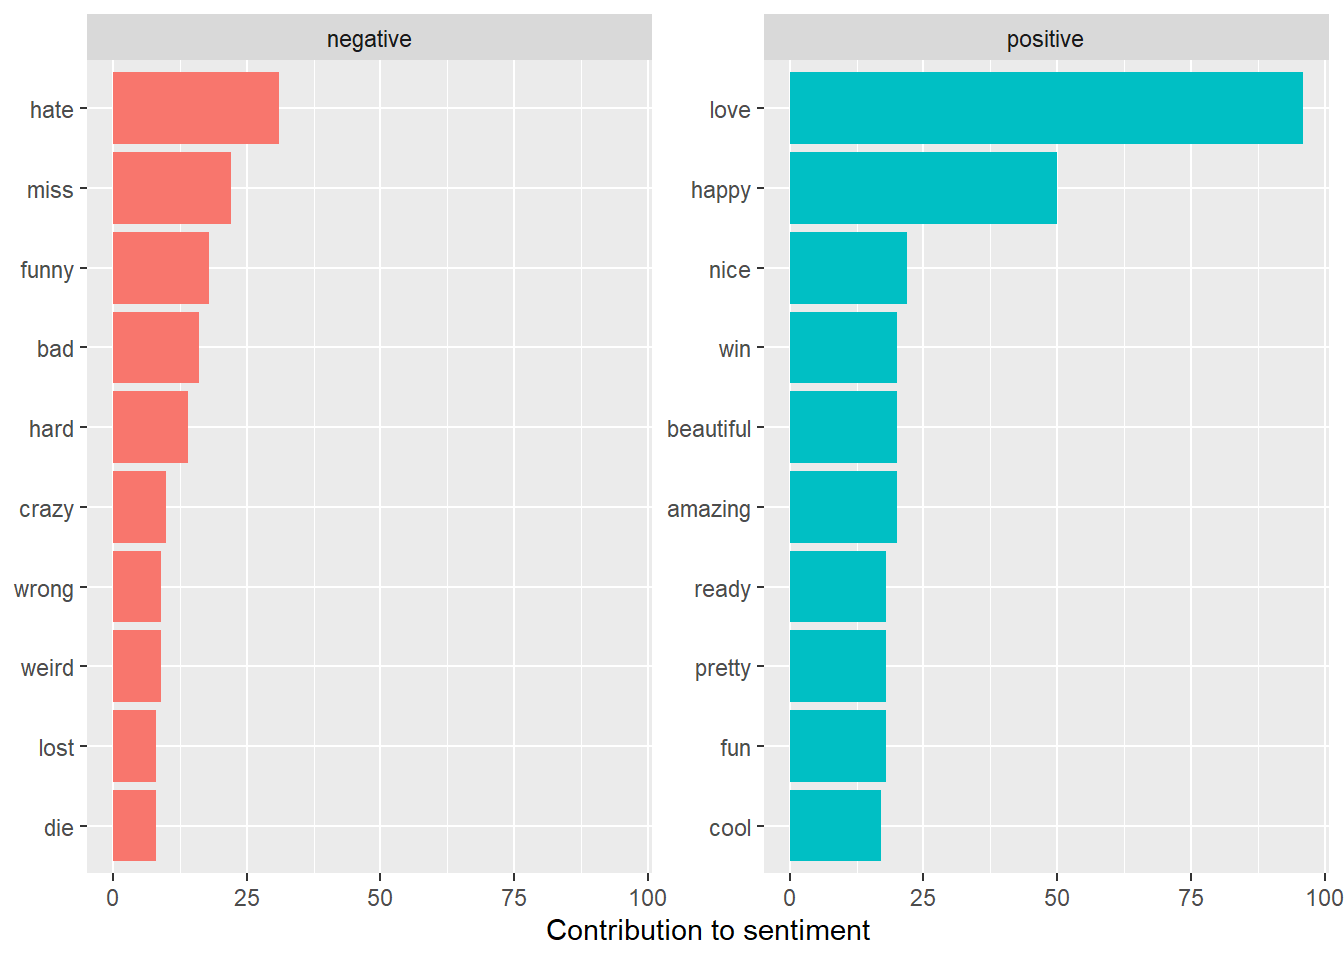 negative
hate
miss
funny
bad
hard
crazy
wrong
weird
lost
die
0 25 50 75 100
positive
love
happy
nice
win
beautiful
amazing
ready
pretty
fun
cool
0 25 50 75 100
Contribution to sentiment